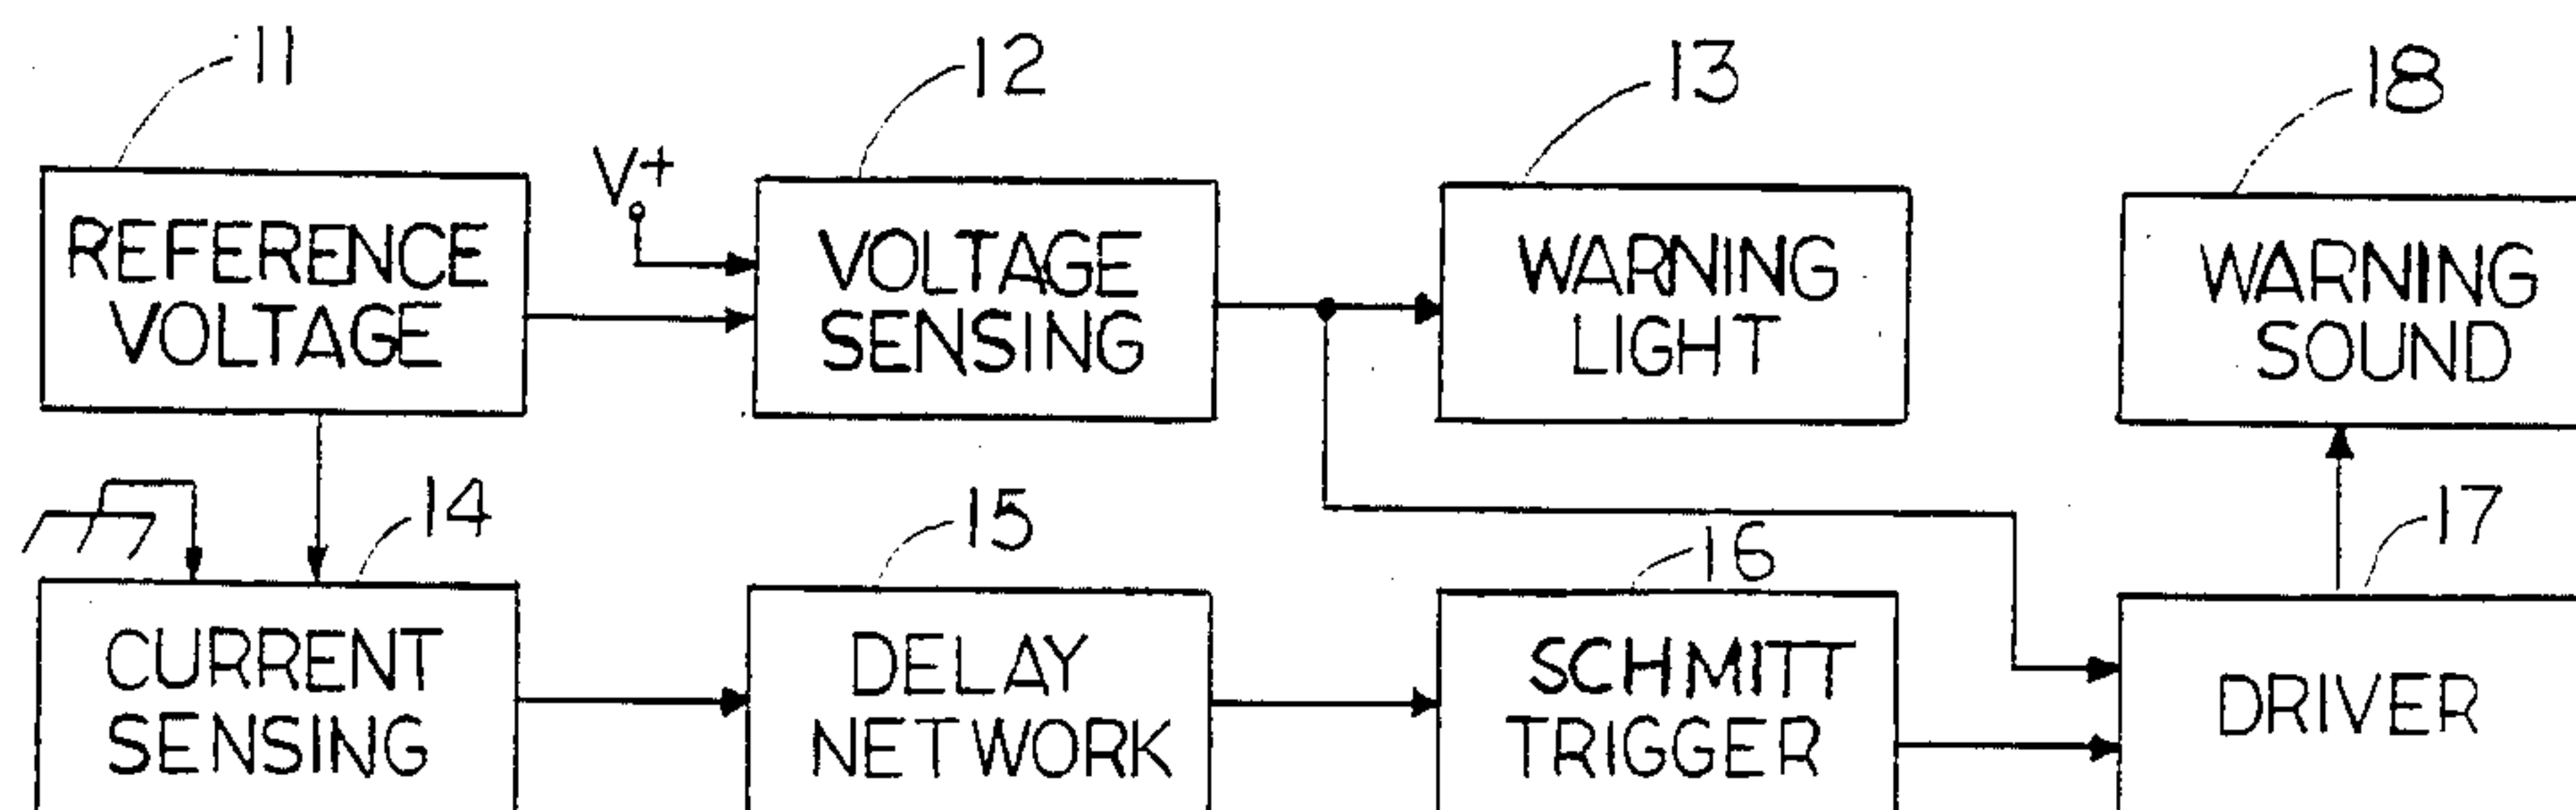 11
12
13
18
V+
REFERENCE
VOLTAGE
VOLTAGE
SENSING
WARNING
LIGHT
WARNING
SOUND
14
15
16
17
CURRENT
SENSING
DELAY
NETWORK
SCHMITT
TRIGGER
DRIVER